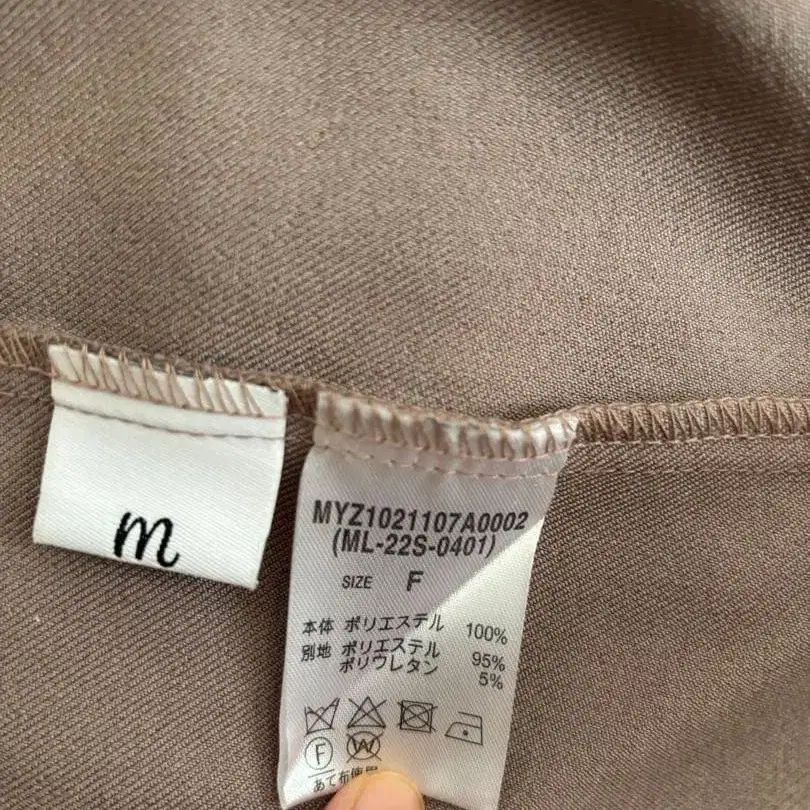 m
MYZ1021107A0002
(ML-22S-0401)
SIZE F
本体 ポリエステル 100%
別地 ポリエステル 95%
ポリウレタン 5%
F W
あて布使用